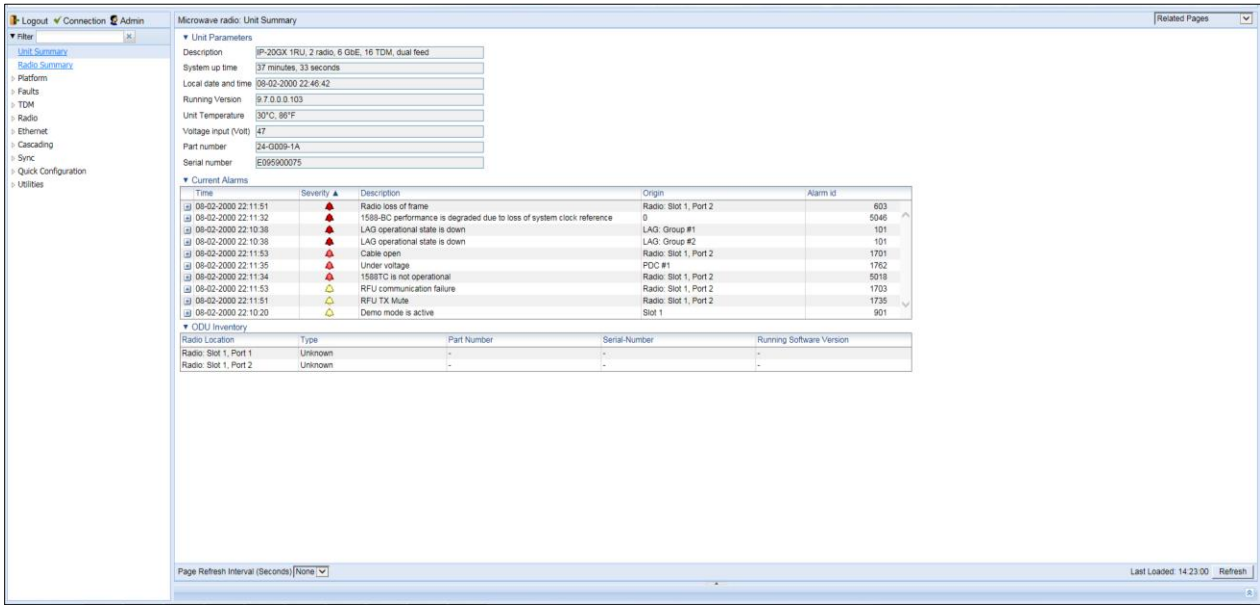 Logout Connection Admin
Filter
Unit Summary
Radio Summary
Platform
Faults
TDM
Radio
Ethernet
Cascading
Sync
Quick Configuration
Utilities
Microwave radio: Unit Summary
Related Pages
Unit Parameters
Description IP-20GX 1RU, 2 radio, 6 GbE, 16 TDM, dual feed
System up time 37 minutes, 33 seconds
Local date and time 08-02-2000 22:46:42
Running Version 9.7.0.0.0.103
Unit Temperature 30°C, 86°F
Voltage input (Volt) 47
Part number 24-G009-1A
Serial number E095900075
Current Alarms
Time Severity Description Origin Alarm id
08-02-2000 22:11:51 Radio loss of frame Radio: Slot 1, Port 2 603
08-02-2000 22:11:32 1588-BC performance is degraded due to loss of system clock reference 0 5046
08-02-2000 22:10:38 LAG operational state is down LAG: Group #1 101
08-02-2000 22:10:38 LAG operational state is down LAG: Group #2 101
08-02-2000 22:11:53 Cable open Radio: Slot 1, Port 2 1701
08-02-2000 22:11:35 Under voltage PDC #1 1762
08-02-2000 22:11:34 1588TC is not operational Radio: Slot 1, Port 2 5018
08-02-2000 22:11:53 RFU communication failure Radio: Slot 1, Port 2 1703
08-02-2000 22:11:51 RFU TX Mute Radio: Slot 1, Port 2 1735
08-02-2000 22:10:20 Demo mode is active Slot 1 901
ODU Inventory
Radio Location Type Part Number Serial-Number Running Software Version
Radio: Slot 1, Port 1 Unknown - - -
Radio: Slot 1, Port 2 Unknown - - -
Page Refresh Interval (Seconds) None
Last Loaded: 14:23:00 Refresh